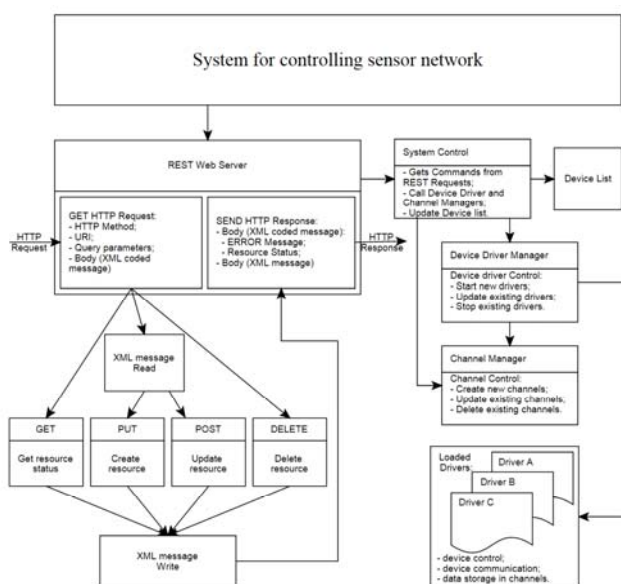 System for controlling sensor network
REST Web Server
HTTP
Request
GET HTTP Request:
- HTTP Method;
- URI;
- Query parameters;
- Body (XML coded
message)
SEND HTTP Response:
- Body (XML coded message):
- ERROR Message;
- Resource Status;
- Body (XML message)
HTTP
Response
System Control
- Gets Commands from
REST Requests;
- Call Device Driver and
Channel Managers;
- Update Device list.
Device List
Device Driver Manager
Device driver Control:
- Start new drivers;
- Update existing drivers;
- Stop existing drivers.
Channel Manager
Channel Control:
- Create new channels;
- Update existing channels;
- Delete existing channels.
XML message
Read
GET
Get resource
status
PUT
Create
resource
POST
Update
resource
DELETE
Delete
resource
XML message
Write
Loaded
Drivers:
Driver A
Driver B
Driver C
- device control;
- device communication;
- data storage in channels.